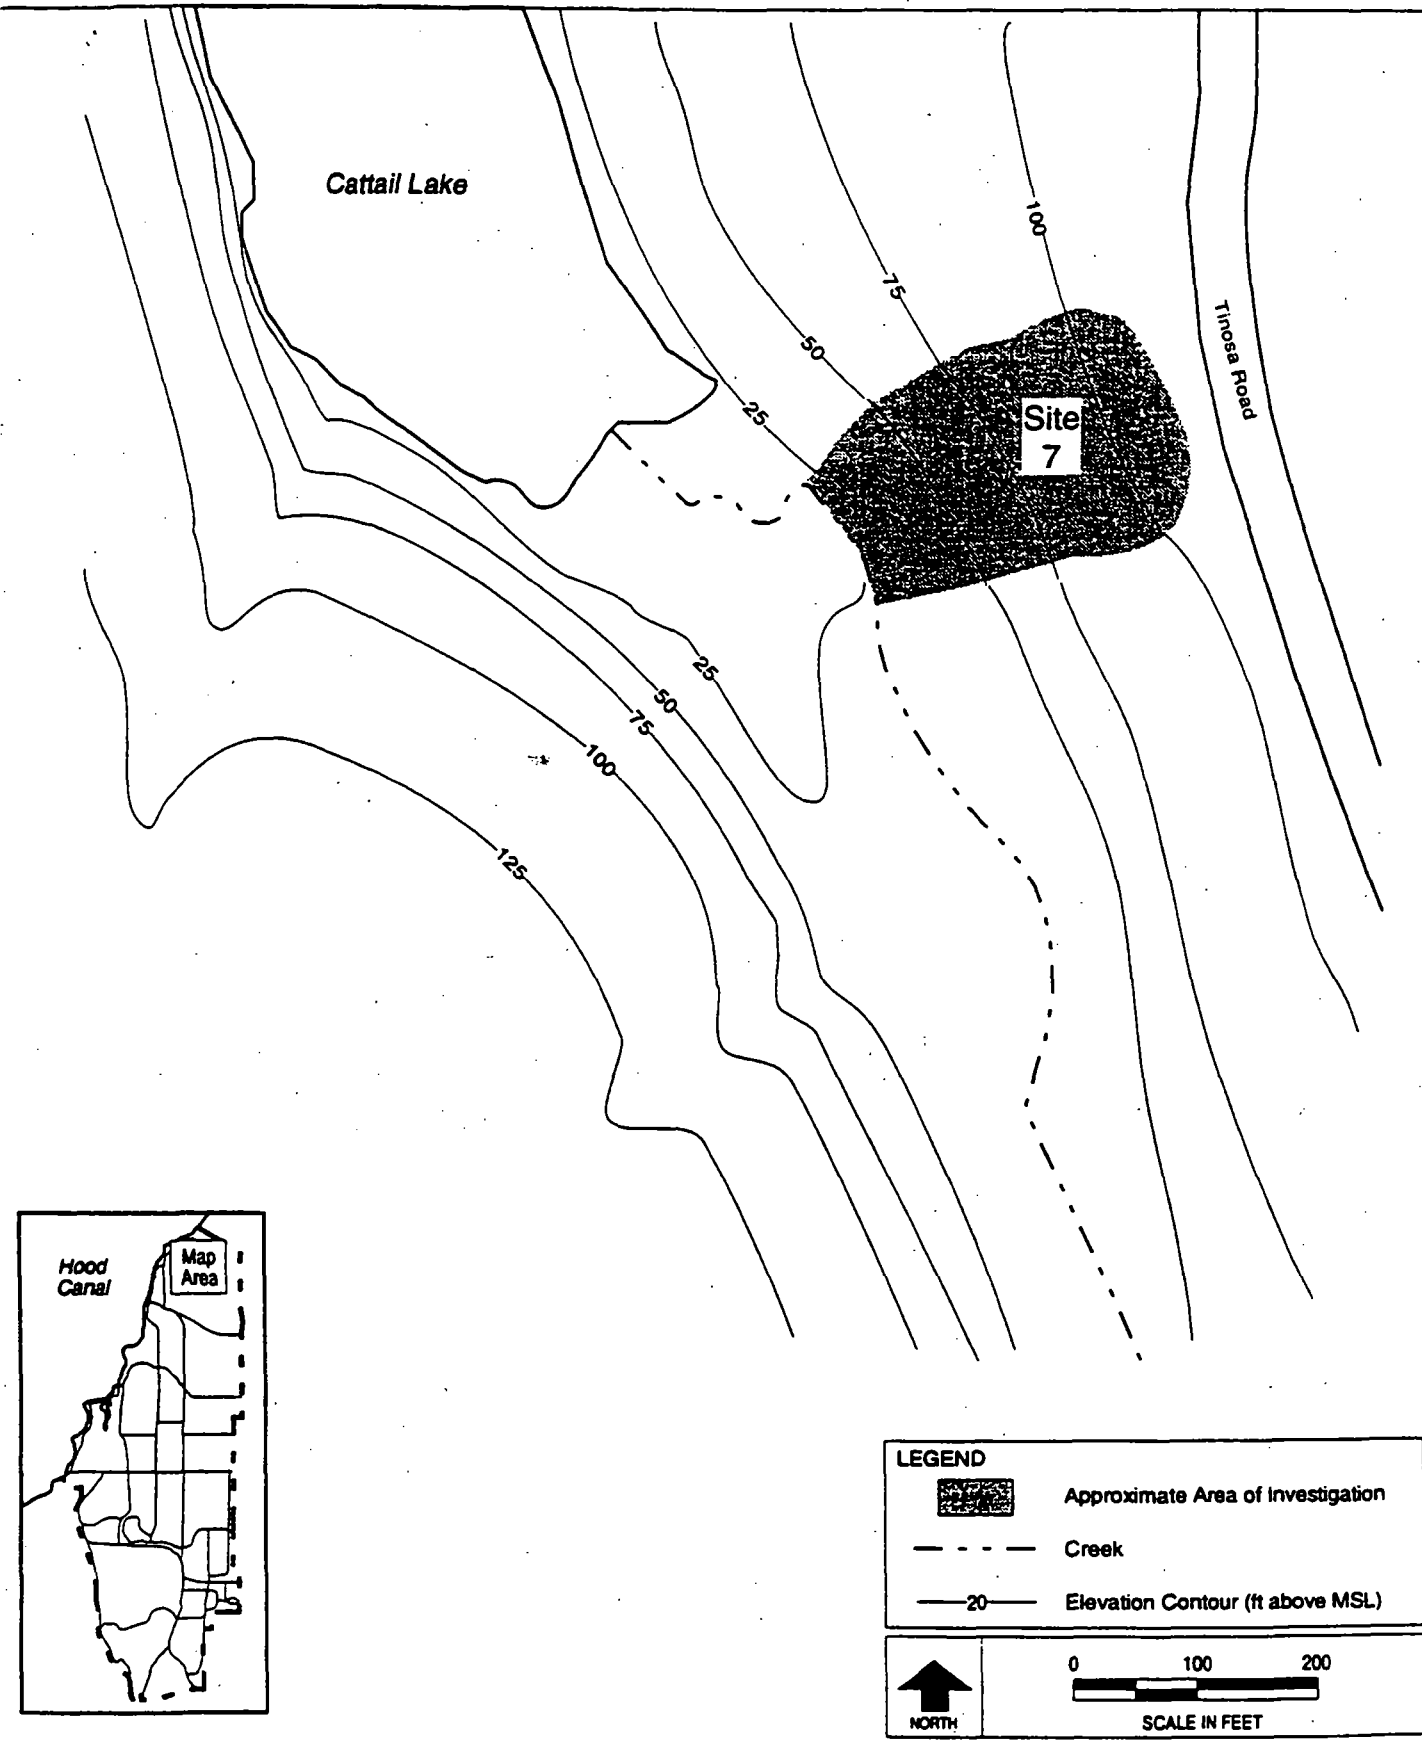 Cattail Lake
100
75
50
25
Tinosa Road
Site
7
25
50
75
100
125
Hood
Canal
Map
Area
LEGEND
Approximate Area of Investigation
Creek
20
Elevation Contour (ft above MSL)
NORTH
0 100 200
SCALE IN FEET